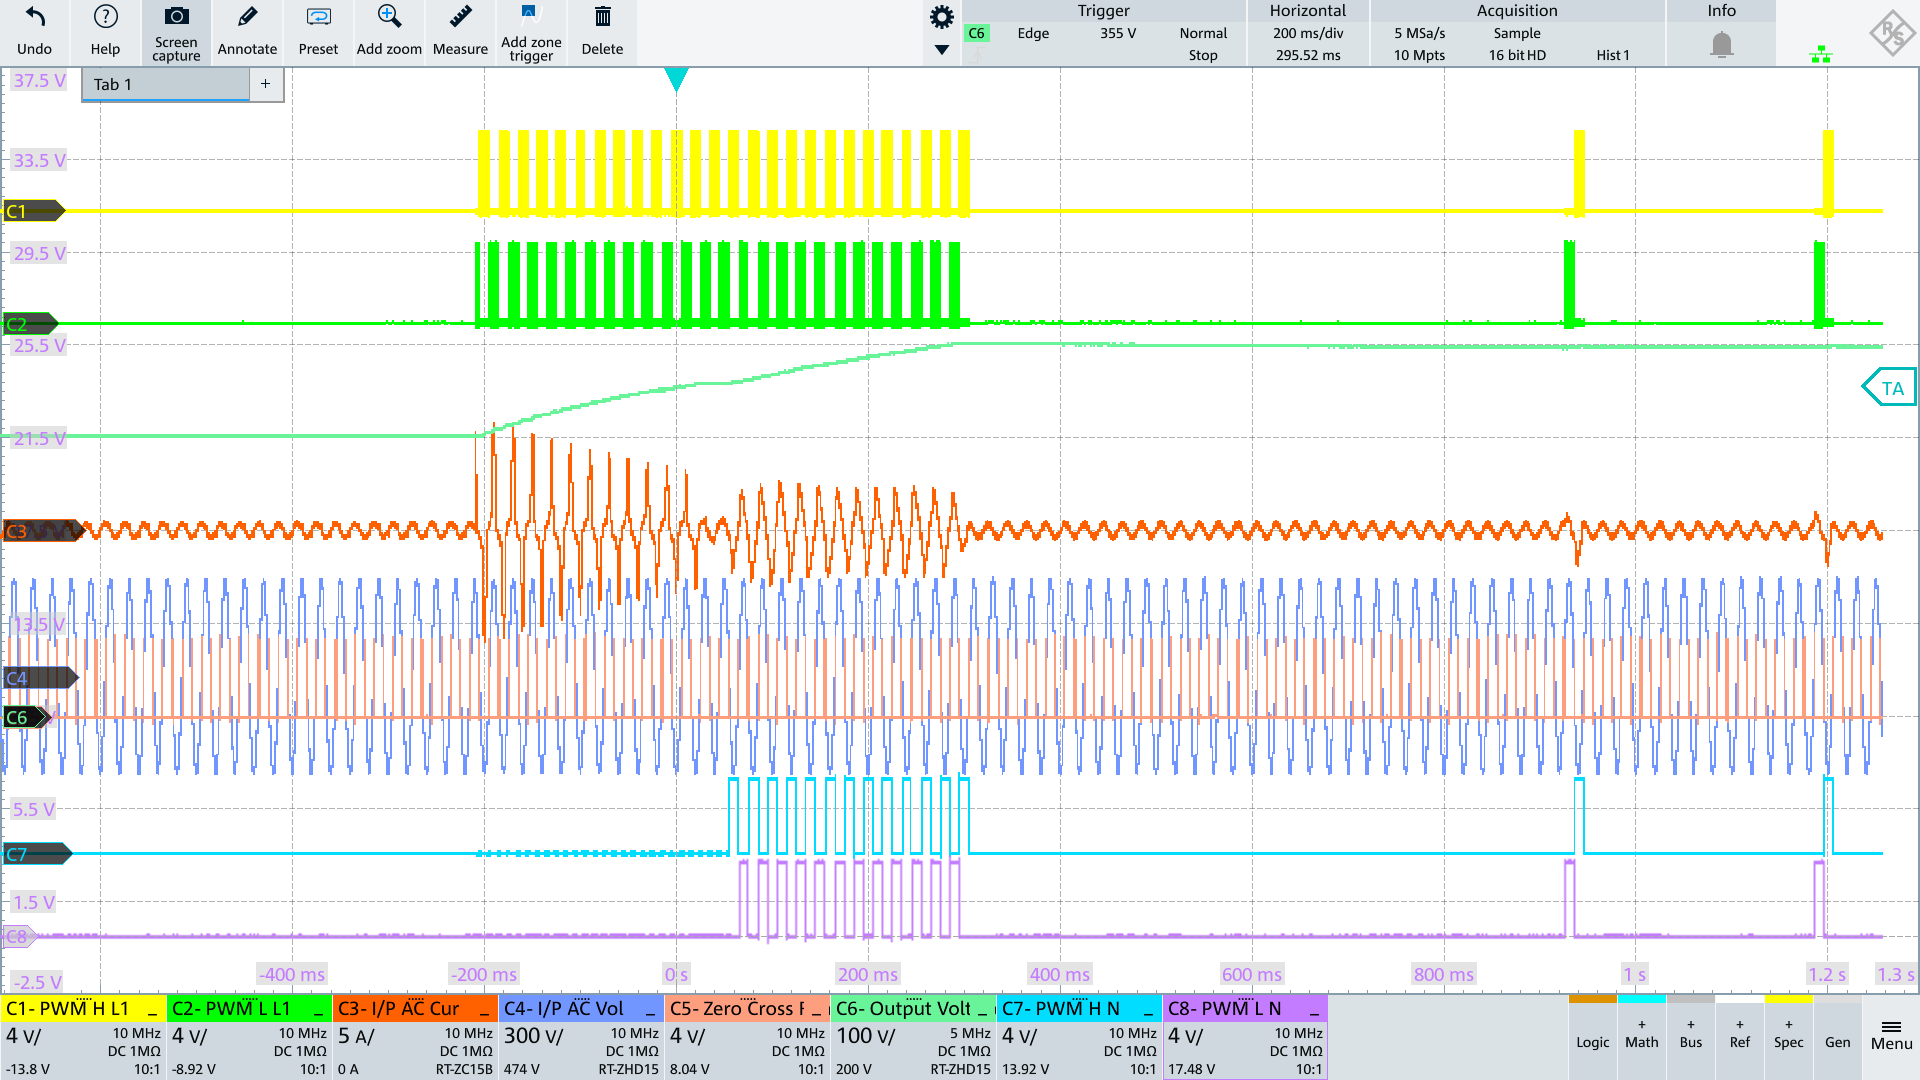 Undo
Help
Screen capture
Annotate
Preset
Add zoom
Measure
Add zone trigger
Delete
Trigger
C6 Edge 355 V Normal
Stop
Horizontal
200 ms/div
295.52 ms
Acquisition
5 MSa/s Sample
10 Mpts 16 bit HD Hist 1
Info
R S
Tab 1 +
37.5 V
33.5 V
C1
29.5 V
C2
25.5 V
TA
21.5 V
C3
13.5 V
C4
C6
5.5 V
C7
1.5 V
C8
-2.5 V
-400 ms -200 ms 0 s 200 ms 400 ms 600 ms 800 ms 1 s 1.2 s 1.3 s
C1- PWM H L1
4 V/ 10 MHz
DC 1MΩ
-13.8 V 10:1
C2- PWM L L1
4 V/ 10 MHz
DC 1MΩ
-8.92 V 10:1
C3- I/P AC Cur
5 A/ 10 MHz
DC 1MΩ
0 A RT-ZC15B
C4- I/P AC Vol
300 V/ 10 MHz
DC 1MΩ
474 V RT-ZHD15
C5- Zero Cross
4 V/ 10 MHz
DC 1MΩ
8.04 V 10:1
C6- Output Volt
100 V/ 5 MHz
DC 1MΩ
200 V RT-ZHD15
C7- PWM H N
4 V/ 10 MHz
DC 1MΩ
13.92 V 10:1
C8- PWM L N
4 V/ 10 MHz
DC 1MΩ
17.48 V 10:1
Logic
+ Math
+ Bus
+ Ref
+ Spec
Gen
Menu